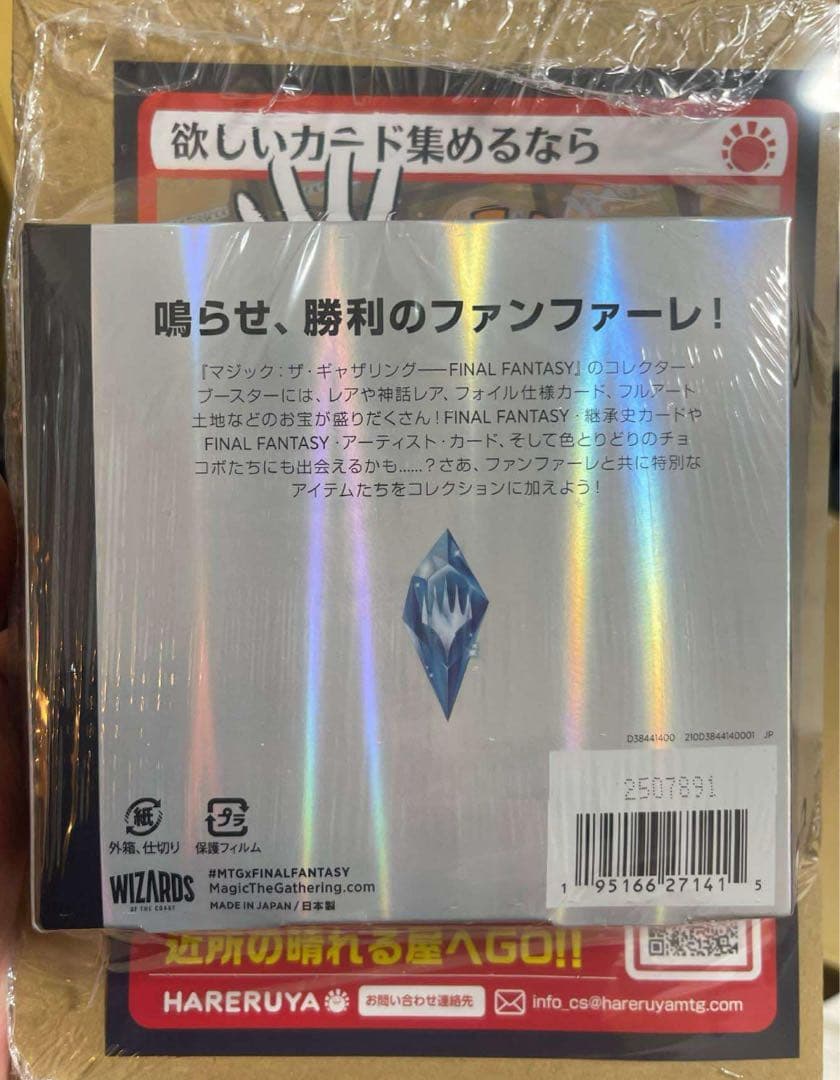 欲しいカード集めるなら
鳴らせ、勝利のファンファーレ!
『マジック:ザ・ギャザリング——FINAL FANTASY』のコレクター・
ブースターには、レアや神話レア、フォイル仕様カード、フルアート
土地などのお宝が盛りだくさん!FINAL FANTASY・継承史カードや
FINAL FANTASY・アーティスト・カード、そして色とりどりのチョ
コボたちにも出会えるかも......?さあ、ファンファーレと共に特別な
アイテムたちをコレクションに加えよう!
D38441400 210D3844140001 JP
2507891
1 95166 27141 5
紙
プラ
外箱、仕切り 保護フィルム
WIZARDS
OF THE COAST
#MTGxFINALFANTASY
MagicTheGathering.com
MADE IN JAPAN / 日本製
近所の晴れる屋へGO!!
HARERUYA お問い合わせ連絡先 info_cs@hareruyamtg.com